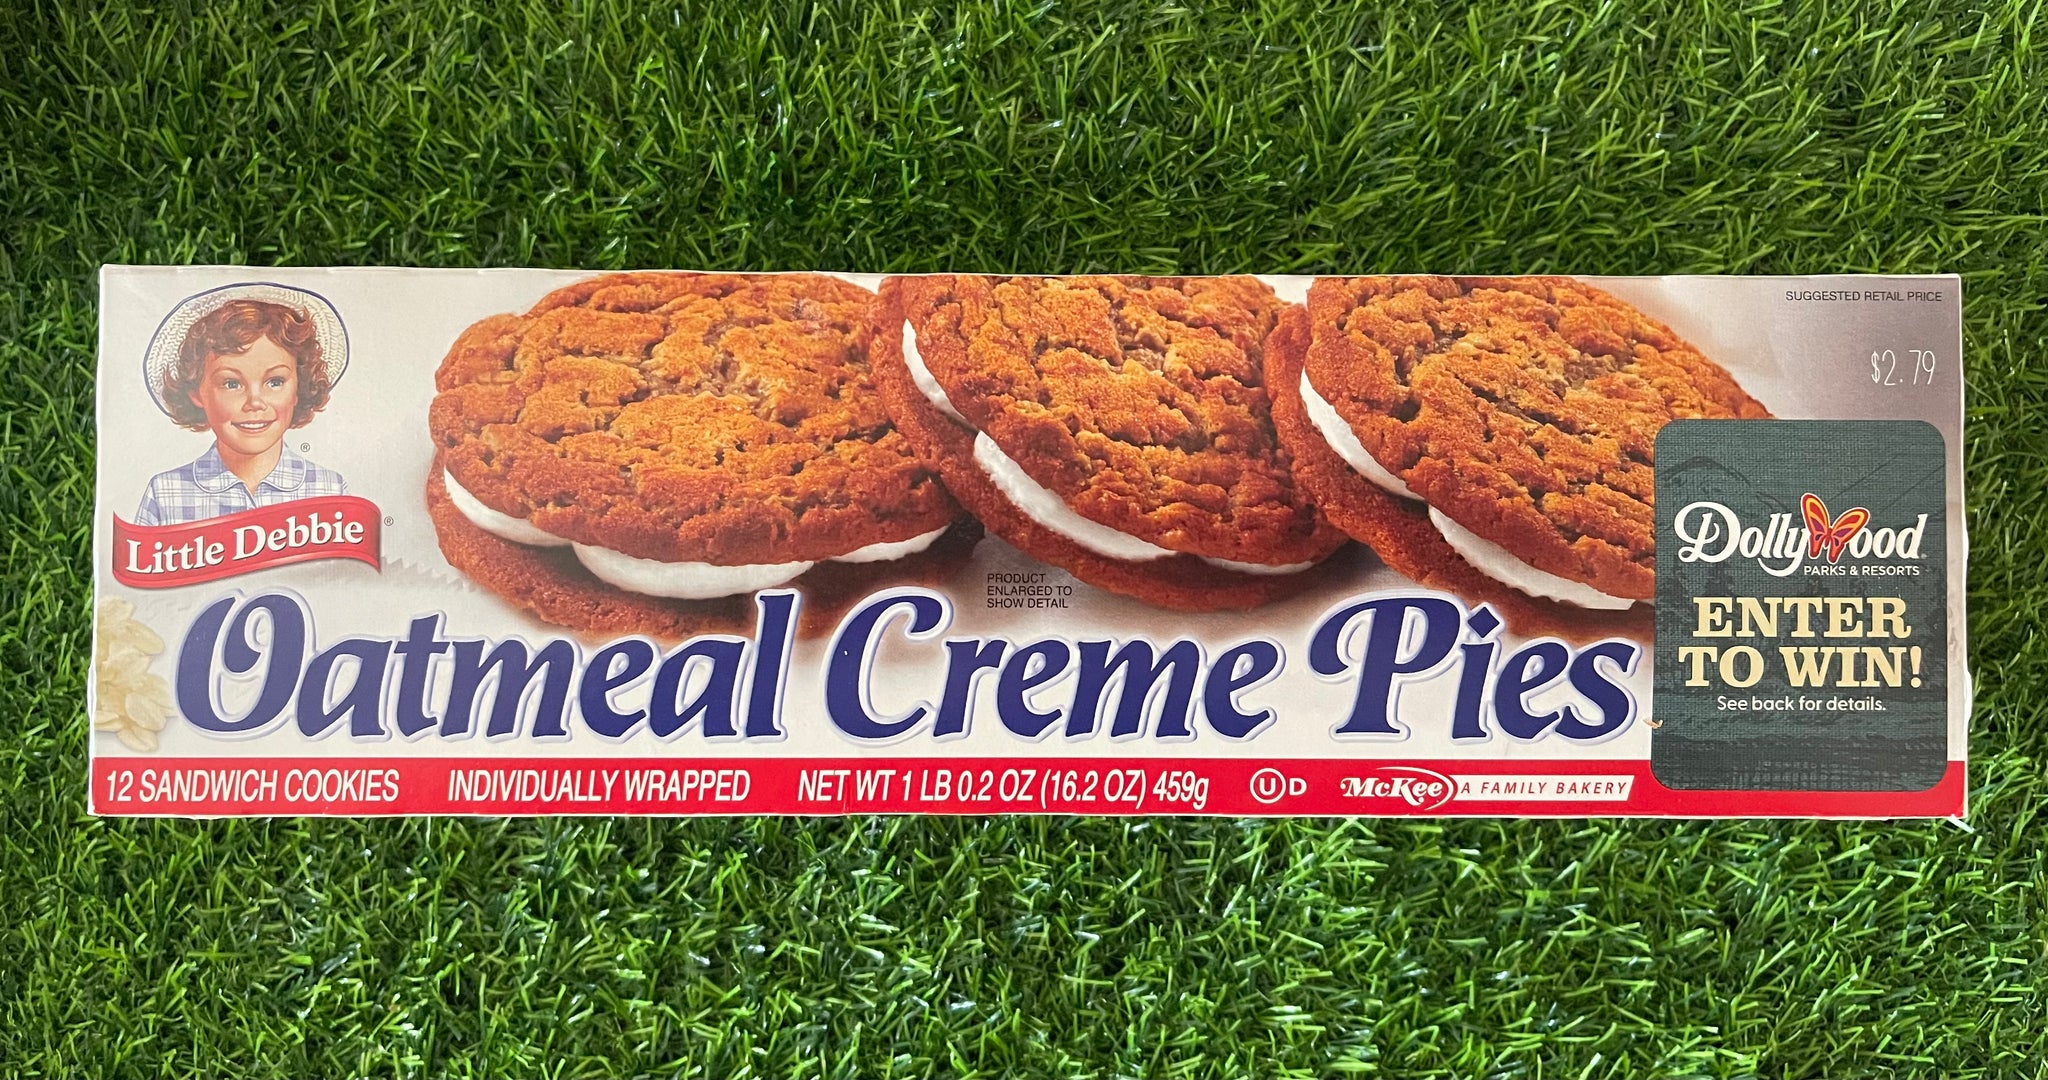 SUGGESTED RETAIL PRICE
$2.79
®
Little Debbie®
PRODUCT
ENLARGED TO
SHOW DETAIL
Oatmeal Creme Pies
DollyWood
PARKS & RESORTS
ENTER
TO WIN!
See back for details.
12 SANDWICH COOKIES INDIVIDUALLY WRAPPED NET WT 1 LB 0.2 OZ (16.2 OZ) 459g U D McKee A FAMILY BAKERY